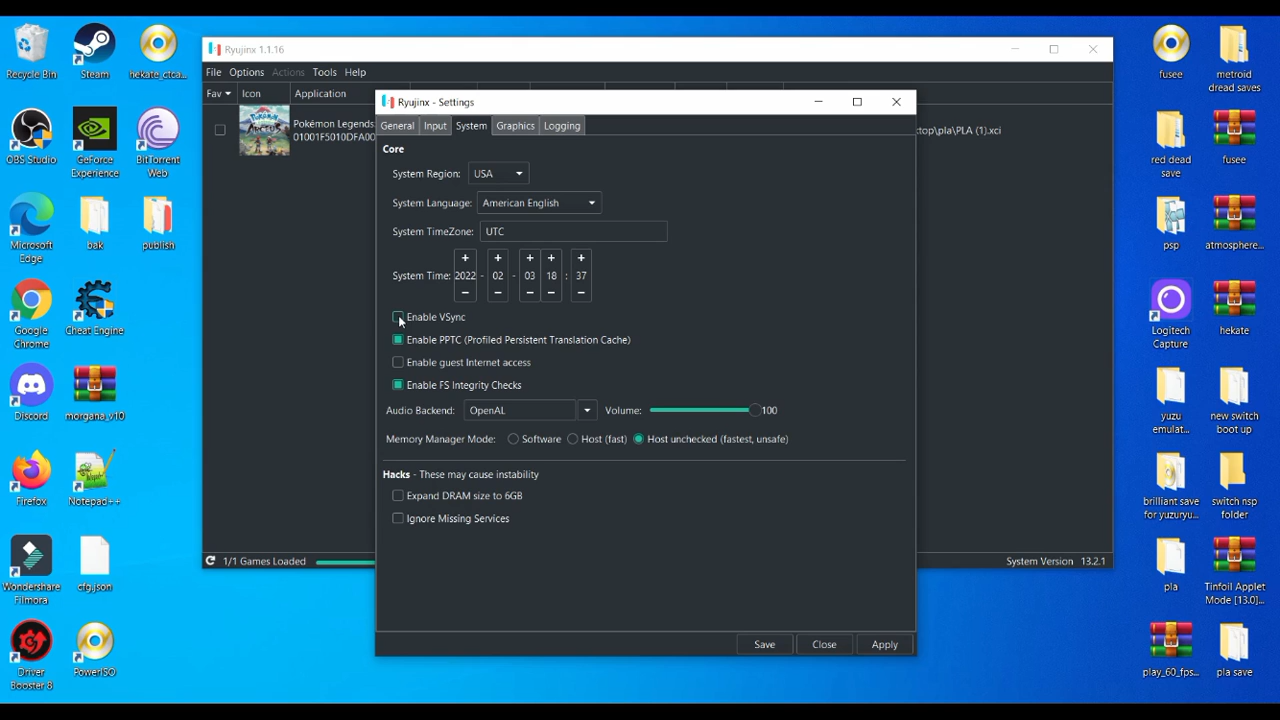 Recycle Bin
Steam
hekate_ctca...
OBS Studio
GeForce
Experience
BitTorrent
Web
Microsoft
Edge
bak
publish
Google
Chrome
Cheat Engine
Discord
morgana_v10
Firefox
Notepad++
Wondershare
Filmora
cfg.json
Driver
Booster 8
PowerISO
Ryujinx 1.1.16
File Options Actions Tools Help
Fav Icon Application
Pokémon Legends:
01001F5010DFA00
top\pla\PLA (1).xci
1/1 Games Loaded
System Version 13.2.1
Ryujinx - Settings
General Input System Graphics Logging
Core
System Region: USA
System Language: American English
System TimeZone: UTC
+ + + + +
System Time: 2022 - 02 - 03 18 : 37
− − − − −
Enable VSync
Enable PPTC (Profiled Persistent Translation Cache)
Enable guest Internet access
Enable FS Integrity Checks
Audio Backend: OpenAL Volume: 100
Memory Manager Mode: Software Host (fast) Host unchecked (fastest, unsafe)
Hacks - These may cause instability
Expand DRAM size to 6GB
Ignore Missing Services
Save Close Apply
fusee
metroid
dread saves
red dead
save
fusee
psp
atmosphere...
Logitech
Capture
hekate
yuzu
emulat...
new switch
boot up
brilliant save
for yuzuryu...
switch nsp
folder
pla
Tinfoil Applet
Mode [13.0]...
play_60_fps...
pla save